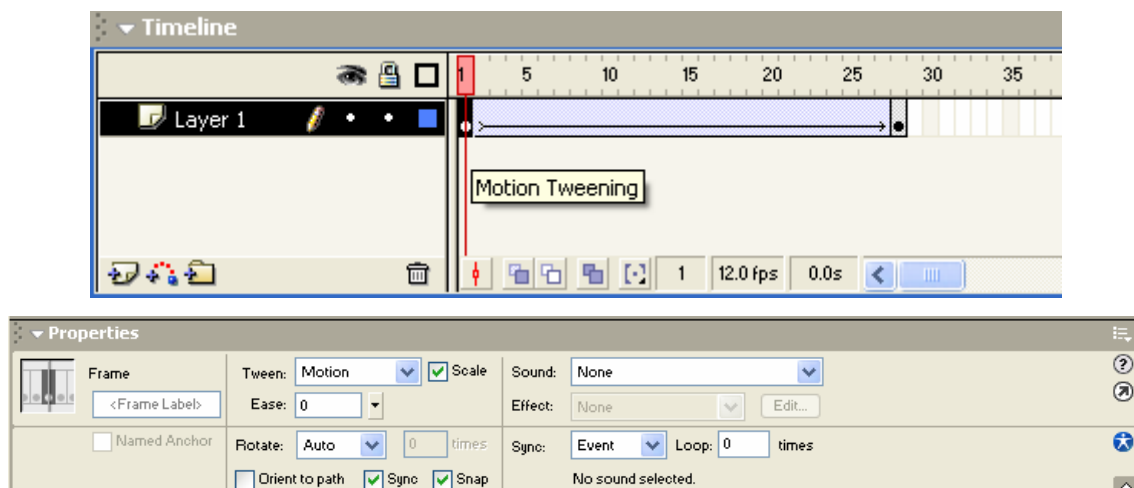 Timeline
1 5 10 15 20 25 30 35
Layer 1
Motion Tweening
1 12.0 fps 0.0s
Properties
Frame Tween: Motion Scale Sound: None
<Frame Label> Ease: 0 Effect: None Edit...
Named Anchor Rotate: Auto 0 times Sync: Event Loop: 0 times
Orient to path Sync Snap No sound selected.